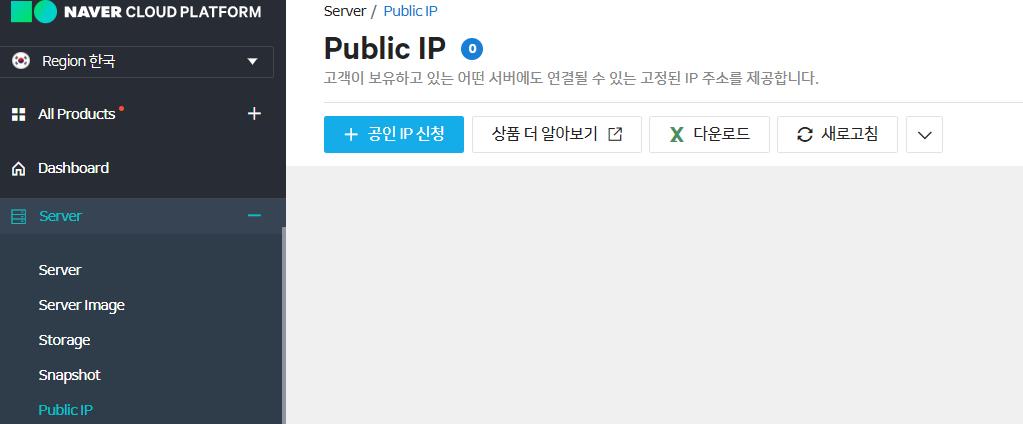 NAVER CLOUD PLATFORM
Region 한국
All Products
Dashboard
Server
Server
Server Image
Storage
Snapshot
Public IP
Server / Public IP
Public IP 0
고객이 보유하고 있는 어떤 서버에도 연결될 수 있는 고정된 IP 주소를 제공합니다.
+ 공인 IP 신청 상품 더 알아보기 X 다운로드 새로고침